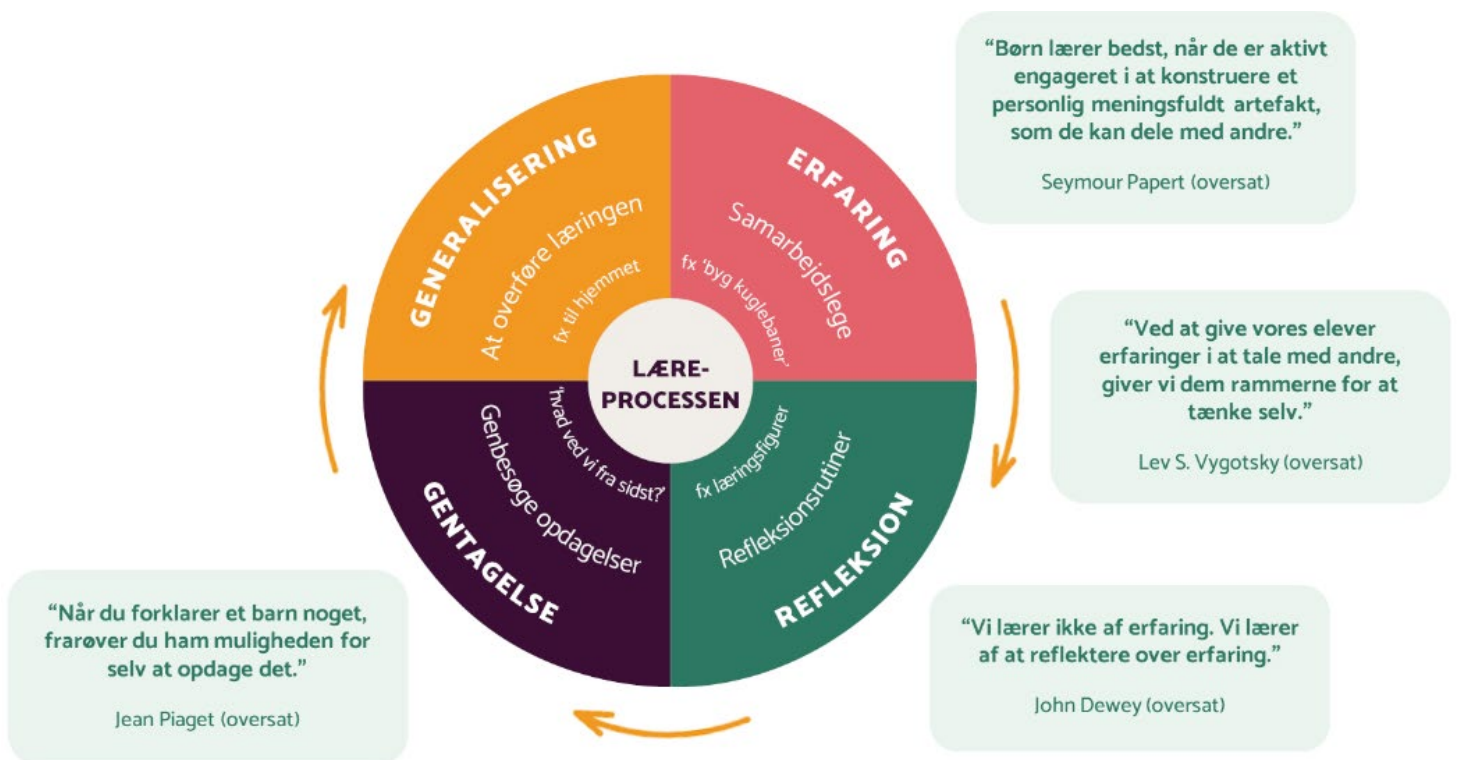 “Børn lærer bedst, når de er aktivt
engageret i at konstruere et
personlig meningsfuldt artefakt,
som de kan dele med andre.”
Seymour Papert (oversat)
GENERALISERING
At overføre læringen
fx til hjemmet
ERFARING
Samarbejdslege
fx ‘byg kuglebaner’
“Ved at give vores elever
erfaringer i at tale med andre,
giver vi dem rammerne for at
tænke selv.”
Lev S. Vygotsky (oversat)
LÆRE-
PROCESSEN
GENTAGELSE
Genbesøge opdagelser
‘hvad ved vi fra sidst?’
REFLEKSION
Refleksionsrutiner
fx læringsfigurer
“Når du forklarer et barn noget,
frarøver du ham muligheden for
selv at opdage det.”
Jean Piaget (oversat)
“Vi lærer ikke af erfaring. Vi lærer
af at reflektere over erfaring.”
John Dewey (oversat)